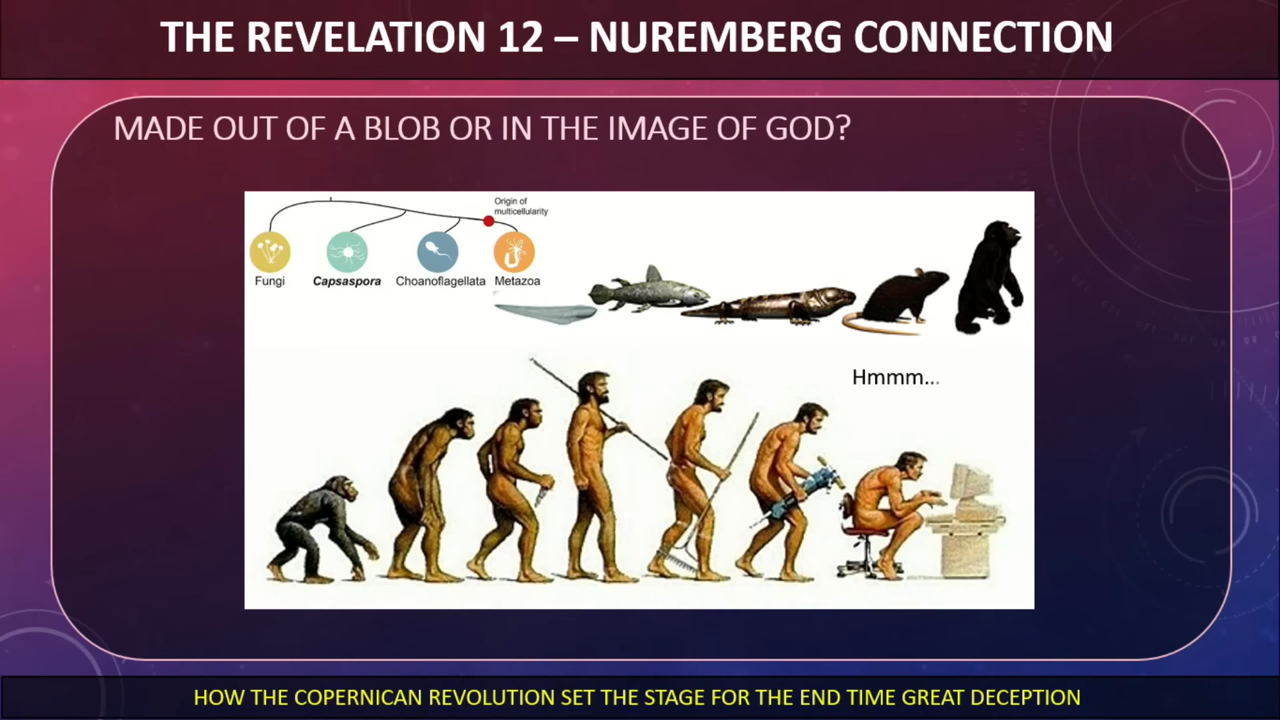 THE REVELATION 12 – NUREMBERG CONNECTION
MADE OUT OF A BLOB OR IN THE IMAGE OF GOD?
Origin of
multicellularity
Fungi
Capsaspora
Choanoflagellata
Metazoa
Hmmm...
HOW THE COPERNICAN REVOLUTION SET THE STAGE FOR THE END TIME GREAT DECEPTION